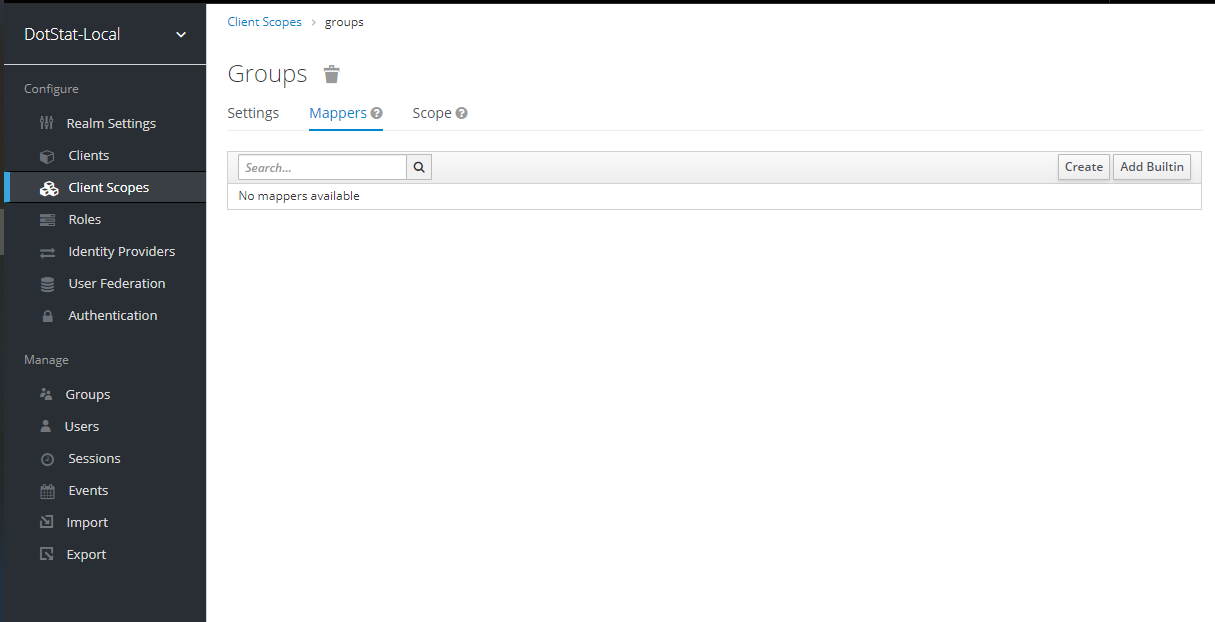 DotStat-Local
Configure
Realm Settings
Clients
Client Scopes
Roles
Identity Providers
User Federation
Authentication
Manage
Groups
Users
Sessions
Events
Import
Export
Client Scopes > groups
Groups
Settings Mappers ? Scope ?
Search... Create Add Builtin
No mappers available